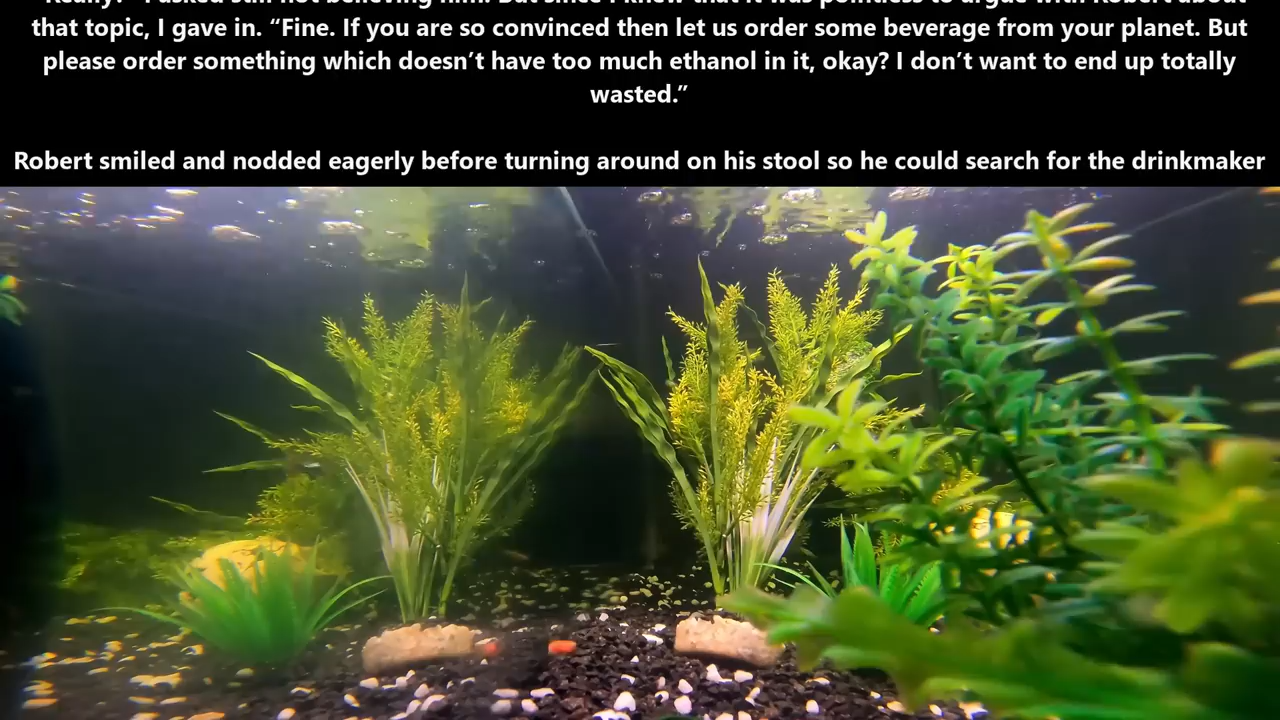 "Really?" I asked still not believing him. But since I knew that it was pointless to argue with Robert about
that topic, I gave in. “Fine. If you are so convinced then let us order some beverage from your planet. But
please order something which doesn’t have too much ethanol in it, okay? I don’t want to end up totally
wasted.”
Robert smiled and nodded eagerly before turning around on his stool so he could search for the drinkmaker